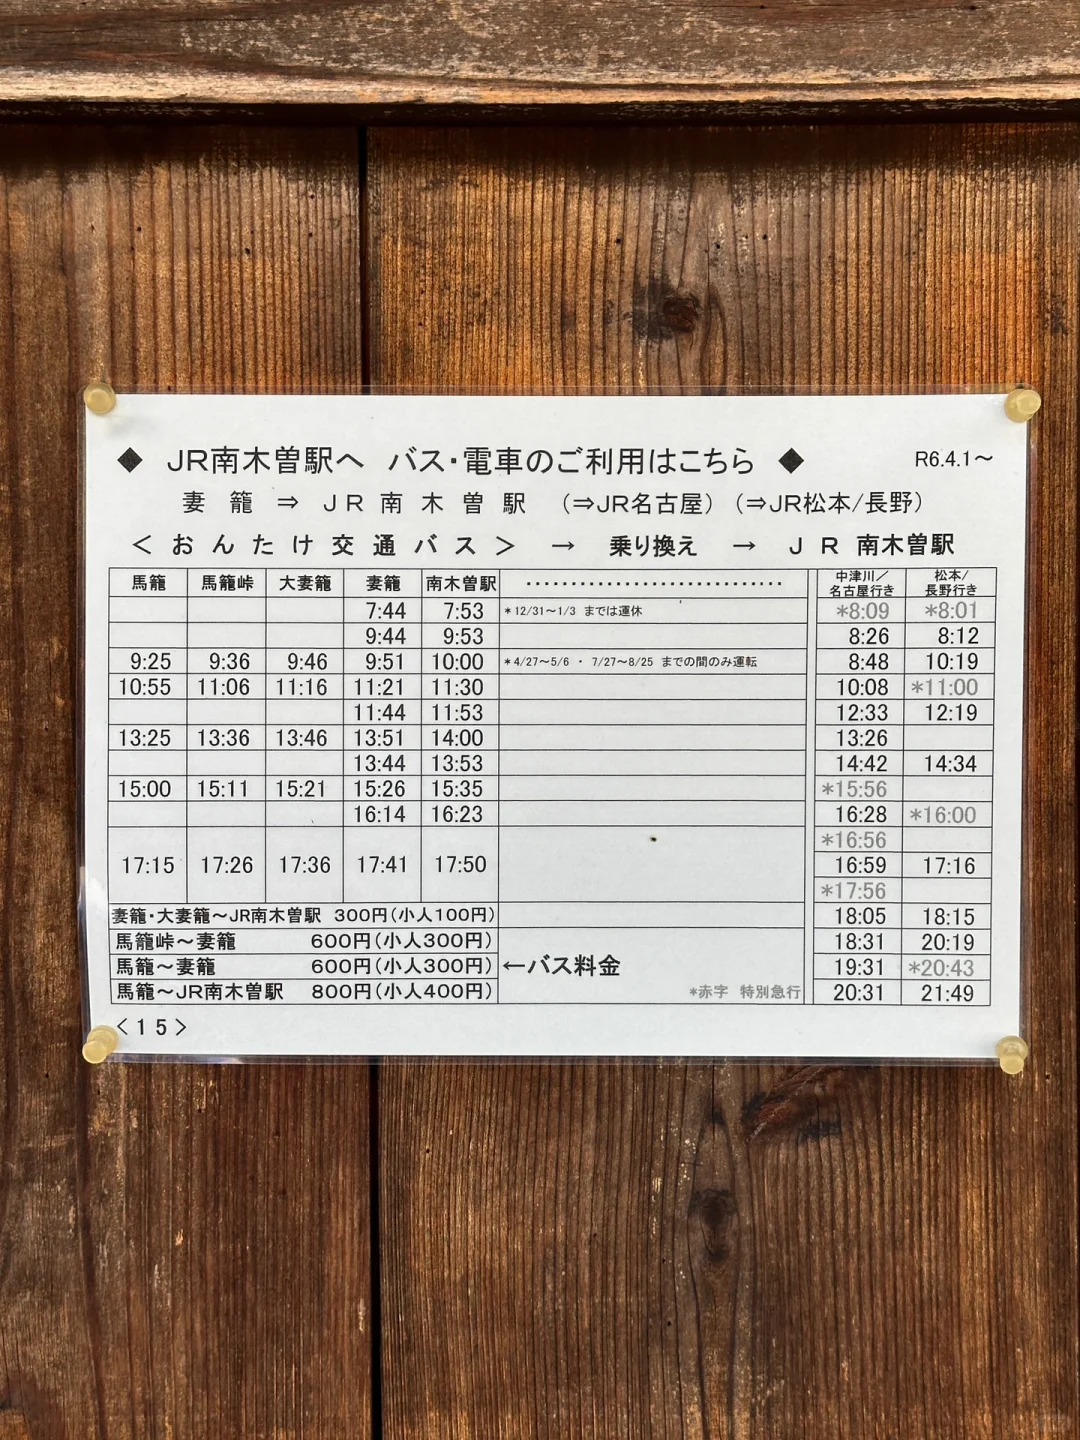 ◆ JR南木曽駅へ バス・電車のご利用はこちら ◆ R6.4.1～
妻籠 ⇒ JR南木曽駅 (⇒JR名古屋) (⇒JR松本/長野)
＜おんたけ交通バス＞ → 乗り換え → JR 南木曽駅
馬籠 馬籠峠 大妻籠 妻籠 南木曽駅 ‥‥‥‥‥‥‥‥‥‥‥‥‥‥ 中津川／名古屋行き 松本/長野行き
7:44 7:53 *12/31～1/3 までは運休 *8:09 *8:01
9:44 9:53 8:26 8:12
9:25 9:36 9:46 9:51 10:00 *4/27～5/6 ・ 7/27～8/25 までの間のみ運転 8:48 10:19
10:55 11:06 11:16 11:21 11:30 10:08 *11:00
11:44 11:53 12:33 12:19
13:25 13:36 13:46 13:51 14:00 13:26
13:44 13:53 14:42 14:34
15:00 15:11 15:21 15:26 15:35 *15:56
16:14 16:23 16:28 *16:00
*16:56
17:15 17:26 17:36 17:41 17:50 16:59 17:16
*17:56
妻籠・大妻籠～JR南木曽駅 300円(小人100円) 18:05 18:15
馬籠峠～妻籠 600円(小人300円) 18:31 20:19
馬籠～妻籠 600円(小人300円) ←バス料金 19:31 *20:43
馬籠～JR南木曽駅 800円(小人400円) *赤字 特別急行 20:31 21:49
＜15＞